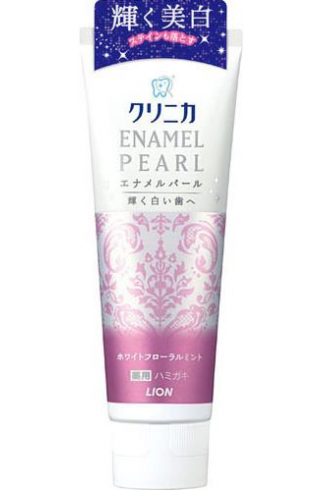 輝く美白
ステインも落とす
クリニカ
ENAMEL
PEARL
エナメルパール
輝く白い歯へ
ホワイトフローラルミント
薬用 ハミガキ
LION